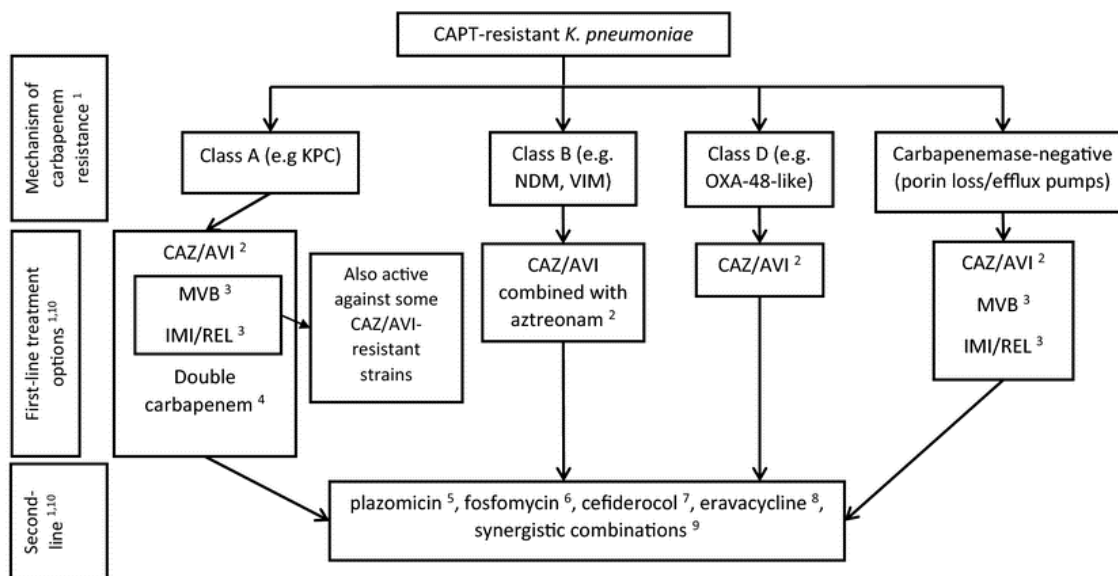 CAPT-resistant K. pneumoniae
Mechanism of
carbapenem
resistance 1
Class A (e.g KPC)
Class B (e.g.
NDM, VIM)
Class D (e.g.
OXA-48-like)
Carbapenemase-negative
(porin loss/efflux pumps)
First-line treatment
options 1,10
CAZ/AVI 2
MVB 3
IMI/REL 3
Double
carbapenem 4
Also active
against some
CAZ/AVI-
resistant
strains
CAZ/AVI
combined with
aztreonam 2
CAZ/AVI 2
CAZ/AVI 2
MVB 3
IMI/REL 3
Second-
line 1,10
plazomicin 5, fosfomycin 6, cefiderocol 7, eravacycline 8,
synergistic combinations 9